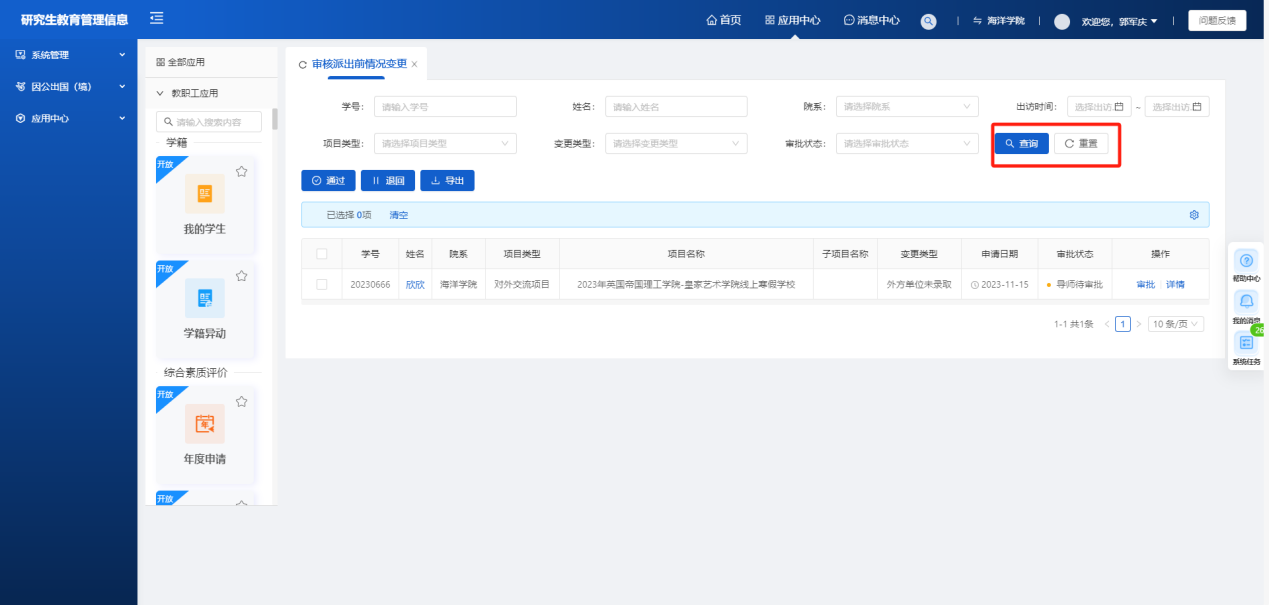 研究生教育管理信息
首页 应用中心 消息中心 | 海洋学院 | 欢迎您，郭军庆 | 问题反馈
系统管理
因公出国（境）
应用中心
全部应用
教职工应用
请输入搜索内容
学籍
开放
我的学生
开放
学籍异动
综合素质评价
开放
年度申请
开放
审核派出前情况变更 ×
学号： 请输入学号 姓名： 请输入姓名 院系： 请选择院系 出访时间： 选择出访 ~ 选择出访
项目类型： 请选择项目类型 变更类型： 请选择变更类型 审批状态： 请选择审批状态 查询 重置
通过 退回 导出
已选择 0项 清空
学号 姓名 院系 项目类型 项目名称 子项目名称 变更类型 申请日期 审批状态 操作
20230666 欣欣 海洋学院 对外交流项目 2023年英国帝国理工学院-皇家艺术学院线上寒假学校 外方单位未录取 2023-11-15 导师待审批 审批 详情
1-1 共1条 < 1 > 10 条/页
帮助中心
我的消息
26
系统任务